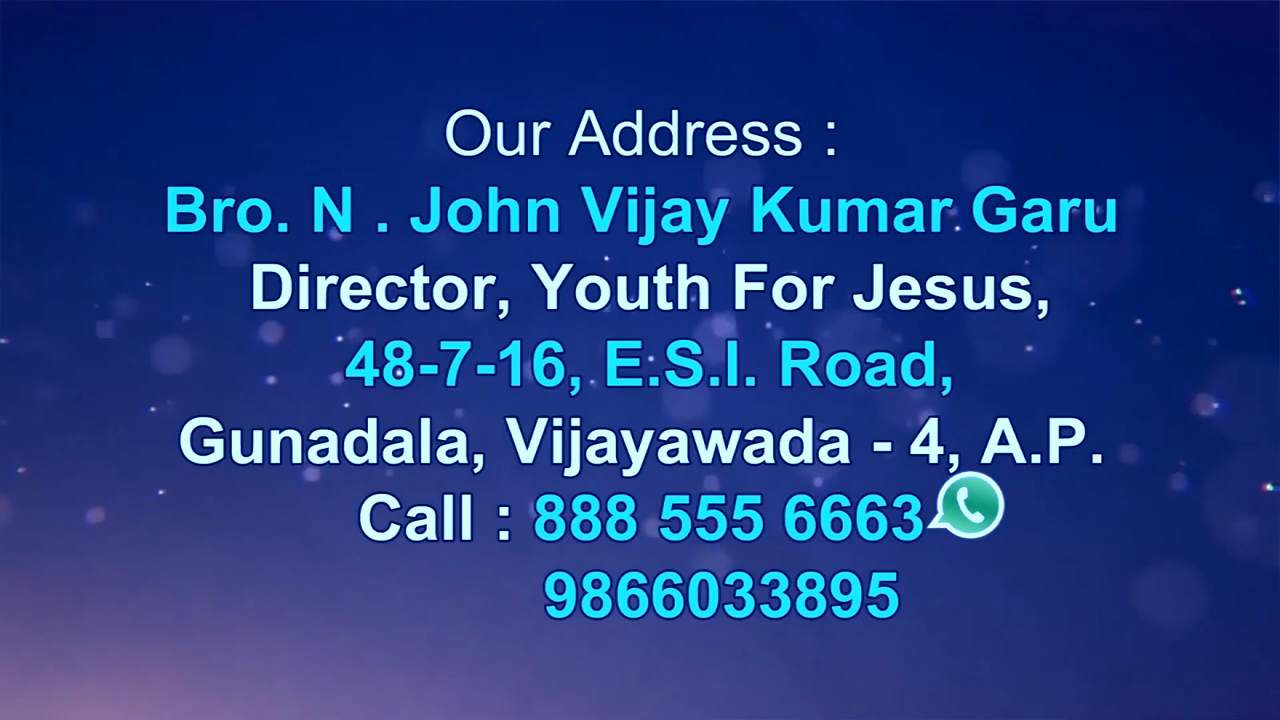 Our Address :
Bro. N . John Vijay Kumar Garu
Director, Youth For Jesus,
48-7-16, E.S.I. Road,
Gunadala, Vijayawada - 4, A.P.
Call : 888 555 6663
9866033895